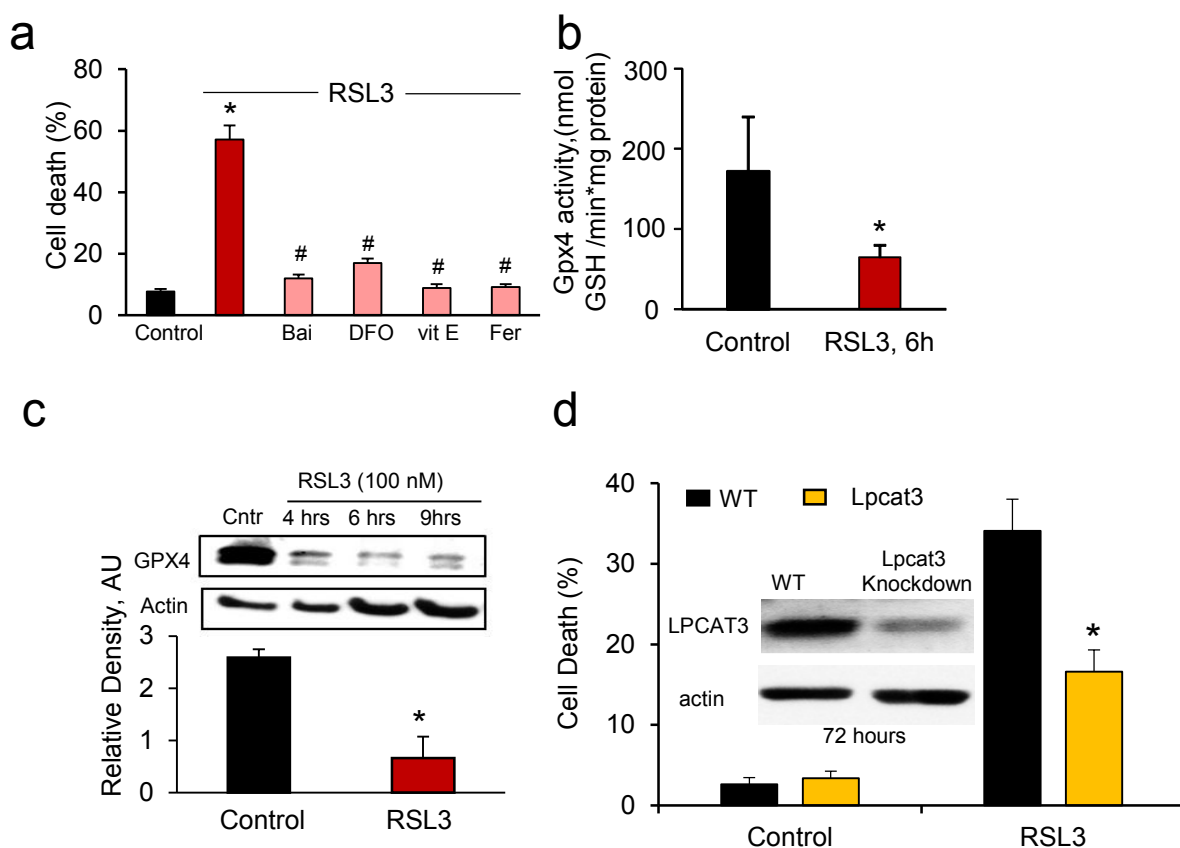 a
Cell death (%)
80
60
40
20
0
RSL3
*
#
#
#
#
Control
Bai
DFO
vit E
Fer
b
Gpx4 activity,(nmol
GSH /min*mg protein)
300
200
100
0
*
Control
RSL3, 6h
c
RSL3 (100 nM)
Cntr
4 hrs
6 hrs
9hrs
GPX4
Actin
Relative Density, AU
3
2
1
0
*
Control
RSL3
d
Cell Death (%)
40
30
20
10
0
WT
Lpcat3
WT
Lpcat3
Knockdown
LPCAT3
actin
72 hours
*
Control
RSL3